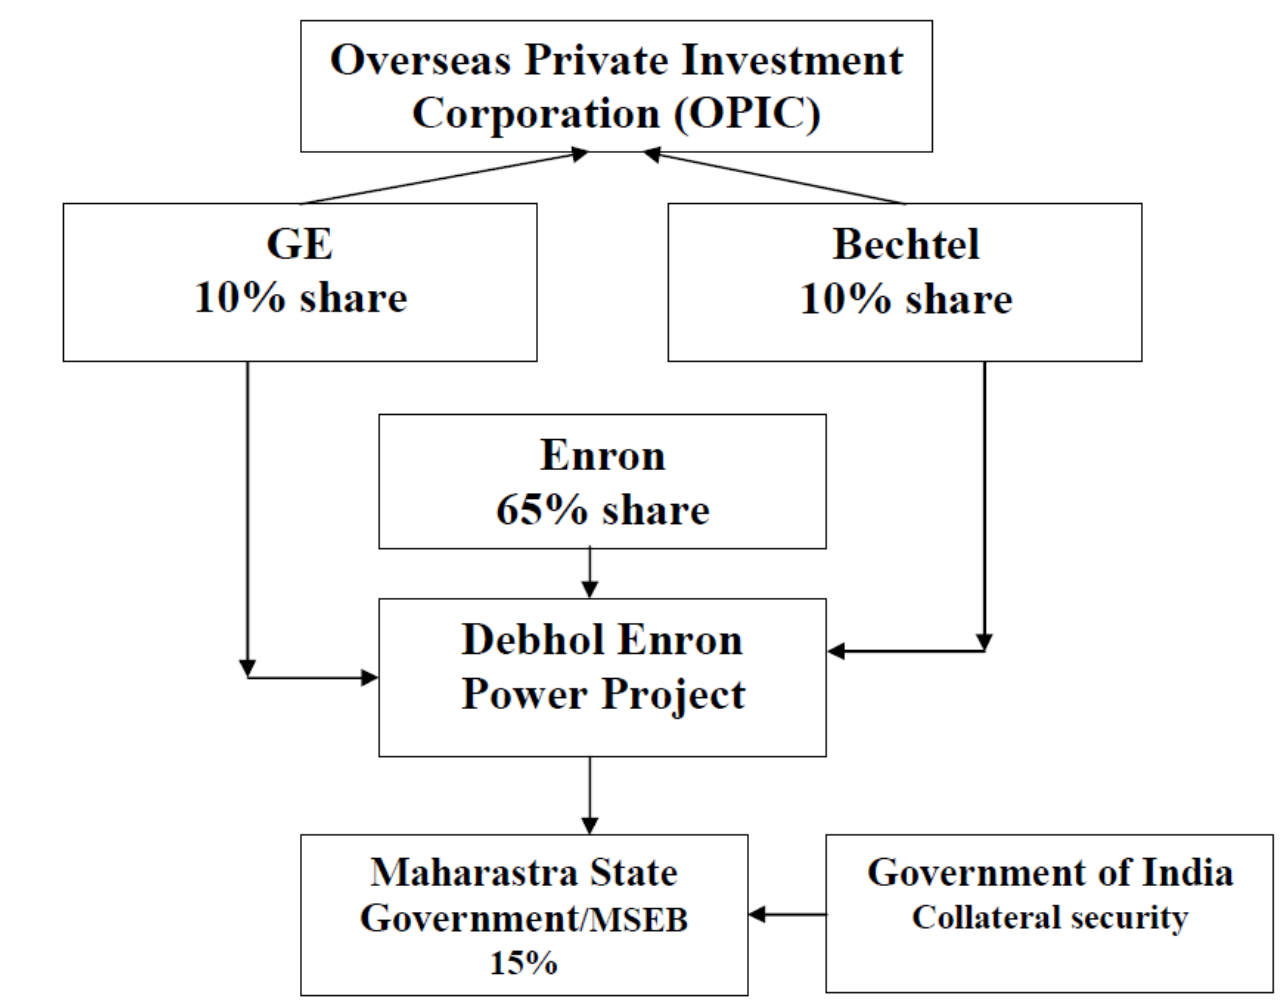 Overseas Private Investment
Corporation (OPIC)
GE
10% share
Bechtel
10% share
Enron
65% share
Debhol Enron
Power Project
Maharastra State
Government/MSEB
15%
Government of India
Collateral security